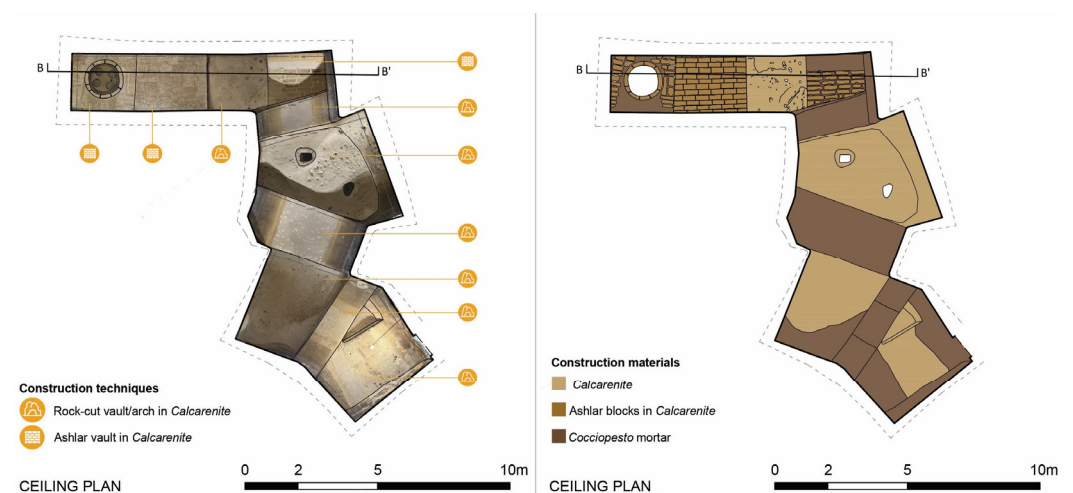 B
B'
Construction techniques
Rock-cut vault/arch in Calcarenite
Ashlar vault in Calcarenite
CEILING PLAN
0 2 5 10m
B
B'
Construction materials
Calcarenite
Ashlar blocks in Calcarenite
Cocciopesto mortar
CEILING PLAN
0 2 5 10m